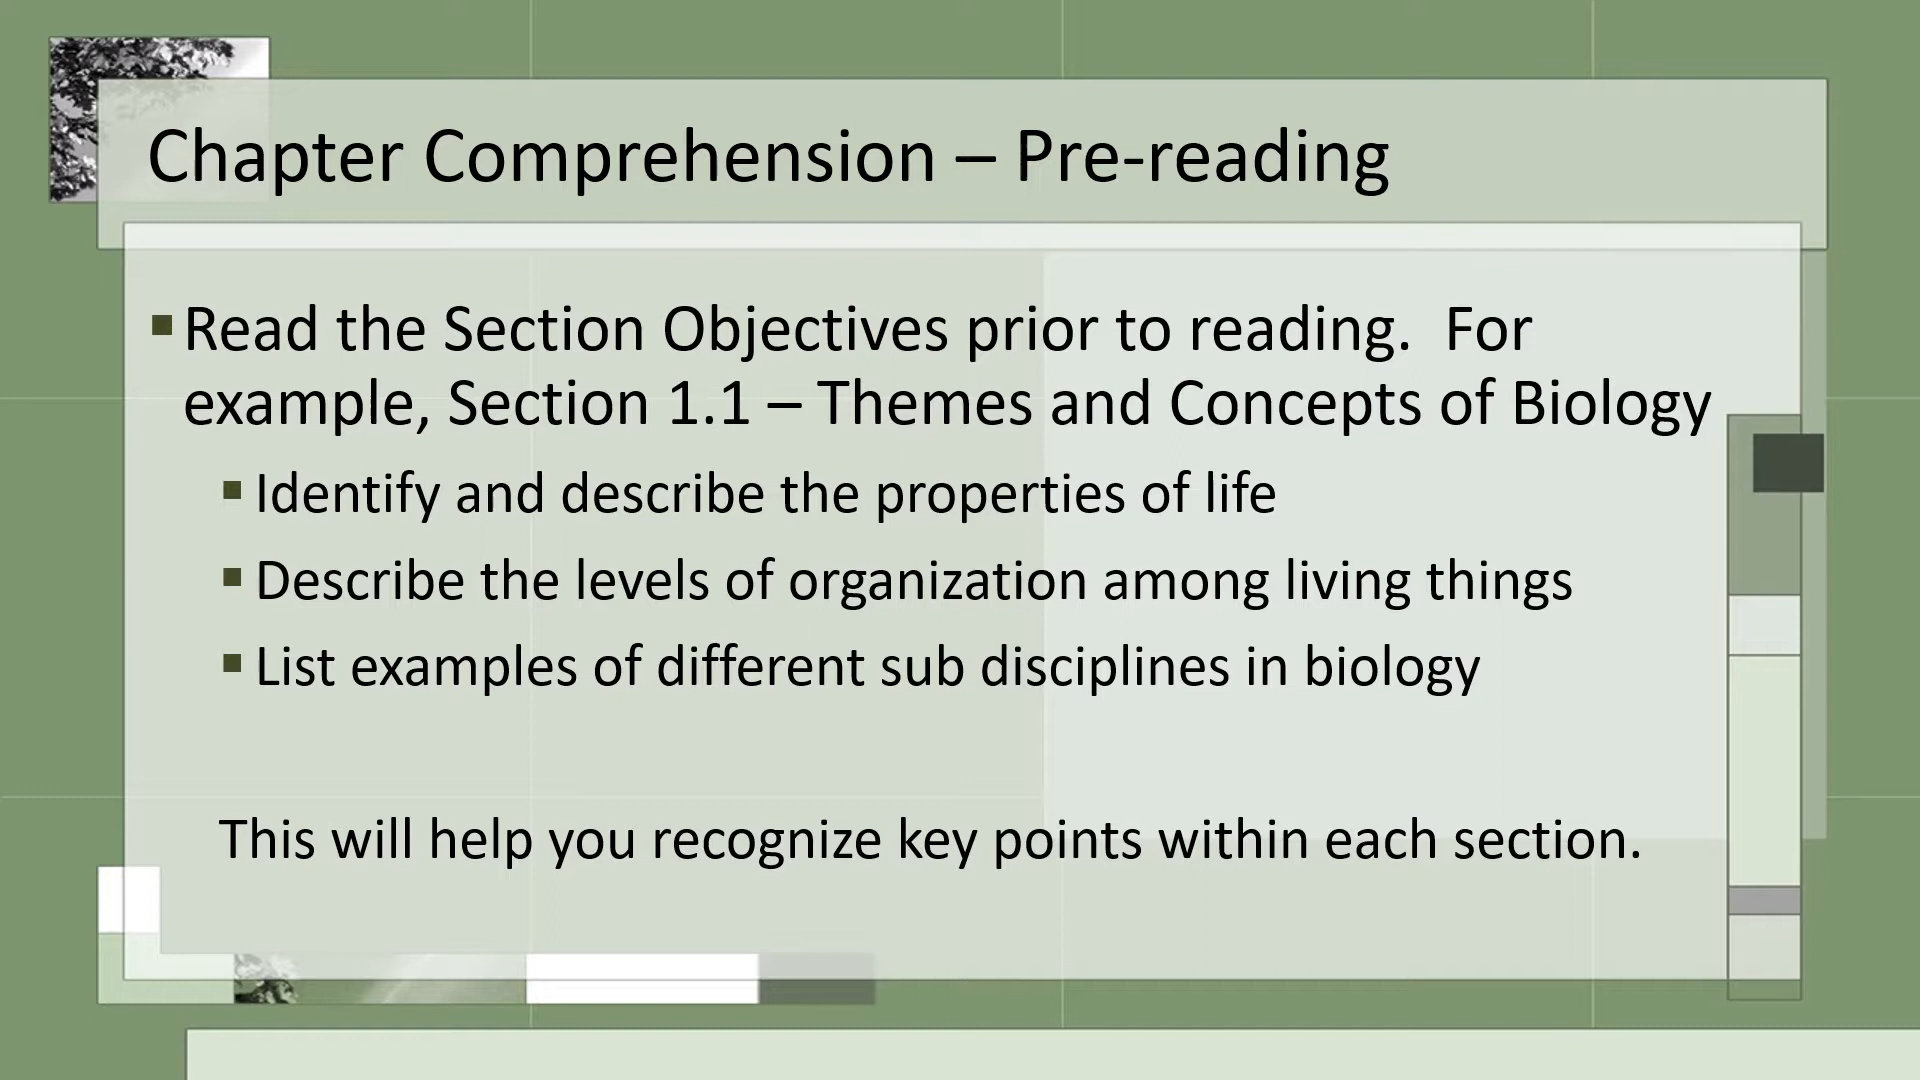 Chapter Comprehension – Pre-reading
Read the Section Objectives prior to reading.  For
example, Section 1.1 – Themes and Concepts of Biology
Identify and describe the properties of life
Describe the levels of organization among living things
List examples of different sub disciplines in biology
This will help you recognize key points within each section.